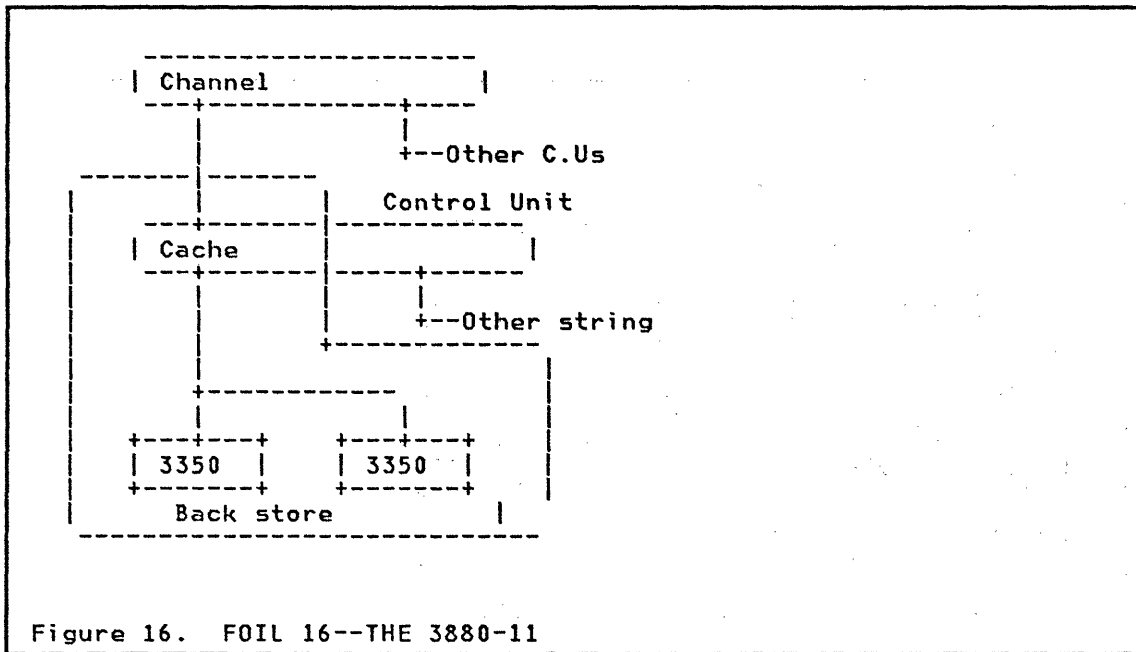 Channel
Other C.Us
Control Unit
Cache
Other string
3350 3350
Back store
Figure 16. FOIL 16--THE 3880-11